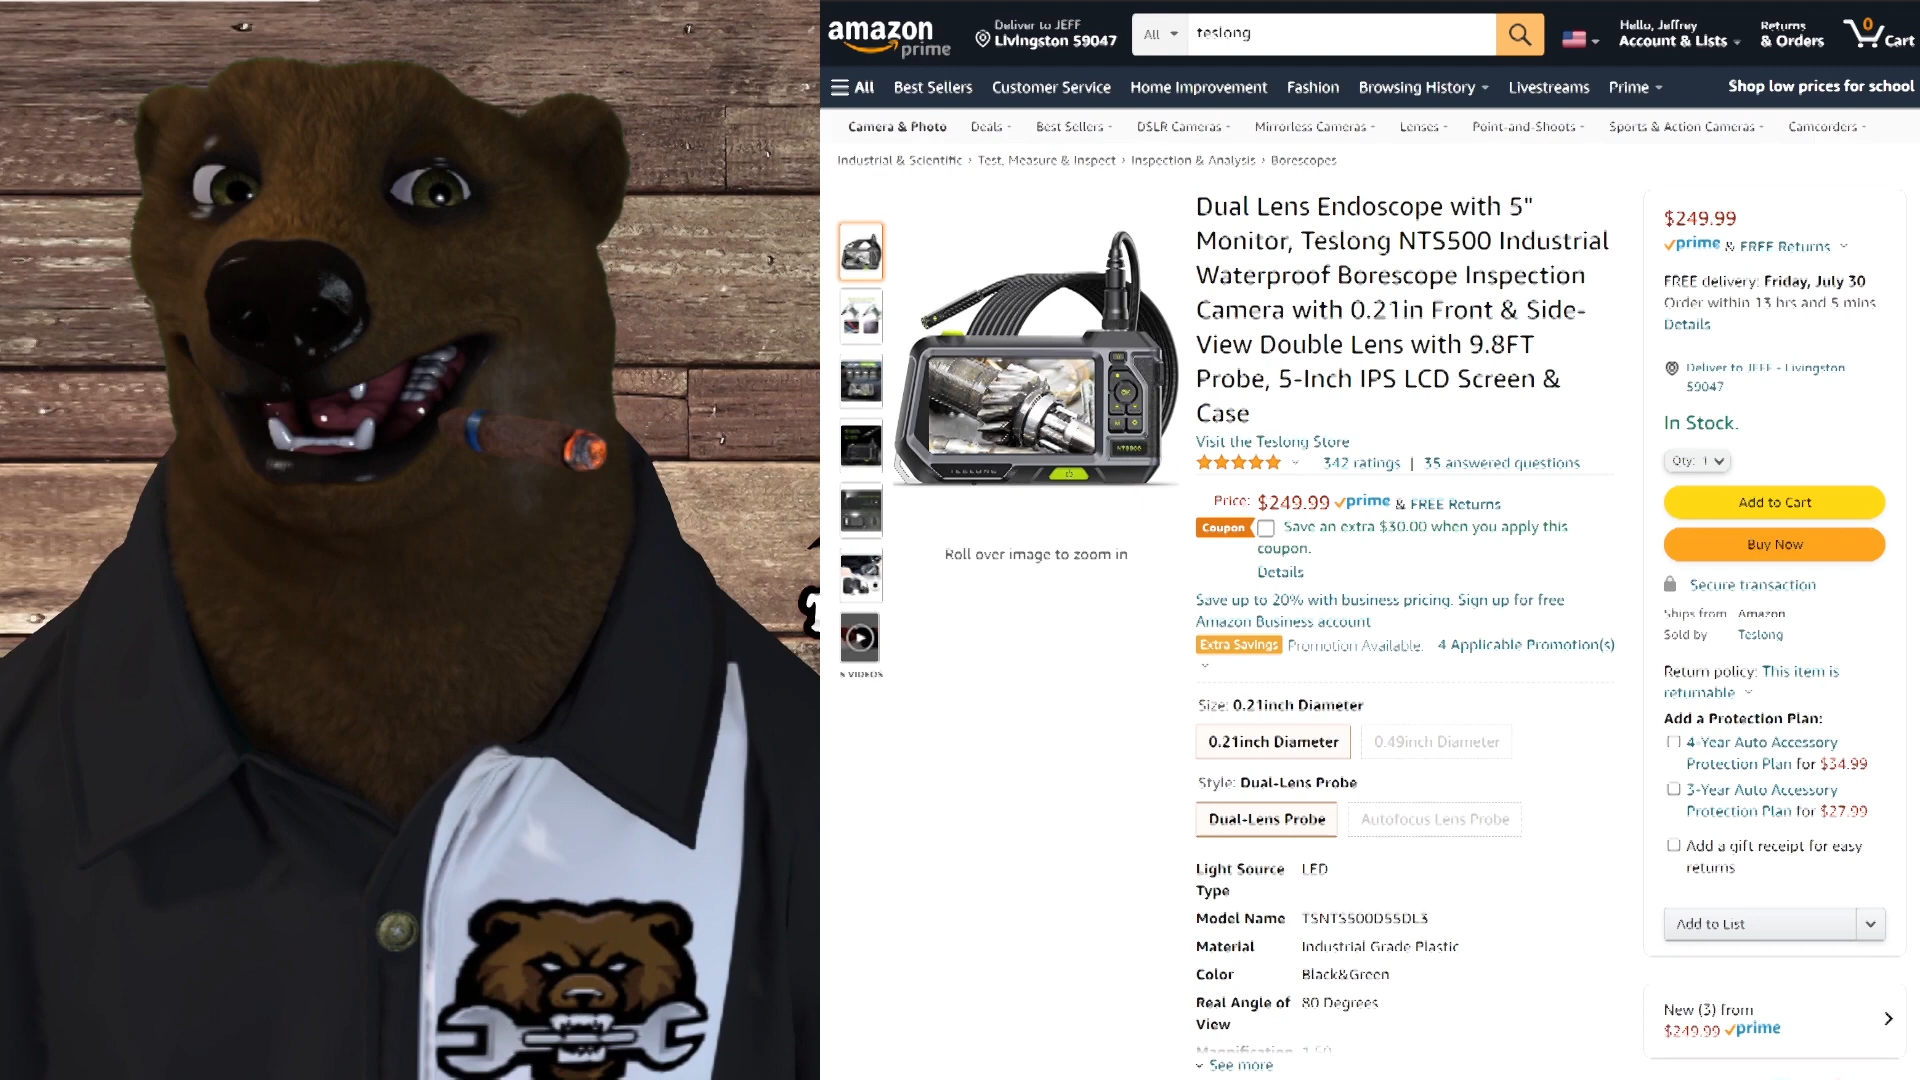 amazon
prime
Deliver to JEFF
Livingston 59047
All
teslong
Hello, Jeffrey
Account & Lists
Returns
& Orders
0
Cart
All
Best Sellers
Customer Service
Home Improvement
Fashion
Browsing History
Livestreams
Prime
Shop low prices for school
Camera & Photo
Deals
Best Sellers
DSLR Cameras
Mirrorless Cameras
Lenses
Point-and-Shoots
Sports & Action Cameras
Camcorders
Industrial & Scientific › Test, Measure & Inspect › Inspection & Analysis › Borescopes
Dual Lens Endoscope with 5"
Monitor, Teslong NTS500 Industrial
Waterproof Borescope Inspection
Camera with 0.21in Front & Side-
View Double Lens with 9.8FT
Probe, 5-Inch IPS LCD Screen &
Case
Visit the Teslong Store
342 ratings | 35 answered questions
Price: $249.99 prime & FREE Returns
Coupon Save an extra $30.00 when you apply this
coupon.
Details
Save up to 20% with business pricing. Sign up for free
Amazon Business account
Extra Savings Promotion Available. 4 Applicable Promotion(s)
Size: 0.21inch Diameter
0.21inch Diameter
0.49inch Diameter
Style: Dual-Lens Probe
Dual-Lens Probe
Autofocus Lens Probe
Light Source LED
Type
Model Name TSNTS500D55DL3
Material Industrial Grade Plastic
Color Black&Green
Real Angle of 80 Degrees
View
See more
TESLONG
NTS500
Roll over image to zoom in
5 VIDEOS
$249.99
prime & FREE Returns
FREE delivery: Friday, July 30
Order within 13 hrs and 5 mins
Details
Deliver to JEFF - Livingston
59047
In Stock.
Qty: 1
Add to Cart
Buy Now
Secure transaction
Ships from Amazon
Sold by Teslong
Return policy: This item is
returnable
Add a Protection Plan:
4-Year Auto Accessory
Protection Plan for $34.99
3-Year Auto Accessory
Protection Plan for $27.99
Add a gift receipt for easy
returns
Add to List
New (3) from
$249.99 prime